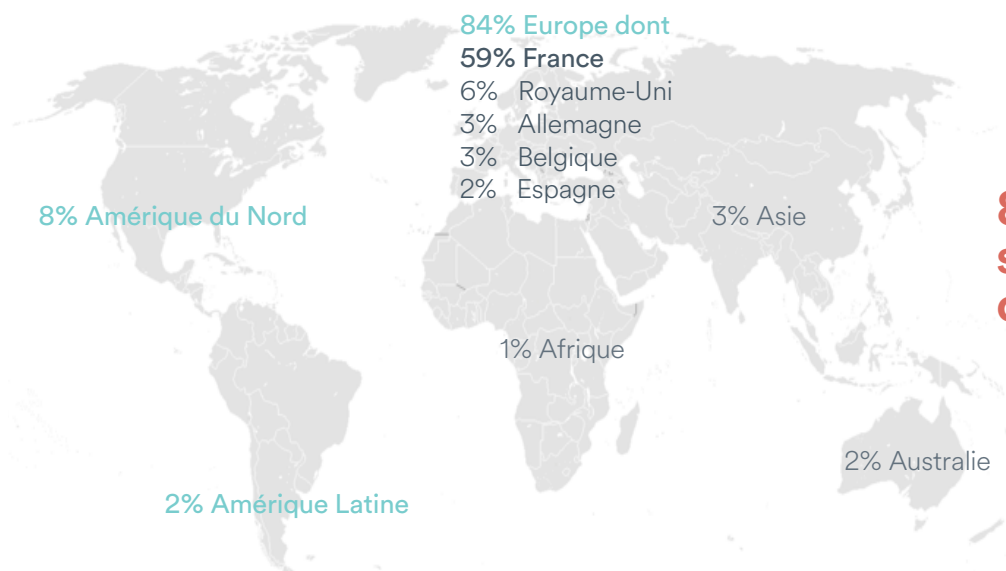 84% Europe dont
59% France
6% Royaume-Uni
3% Allemagne
3% Belgique
2% Espagne
8% Amérique du Nord
3% Asie
1% Afrique
2% Australie
2% Amérique Latine